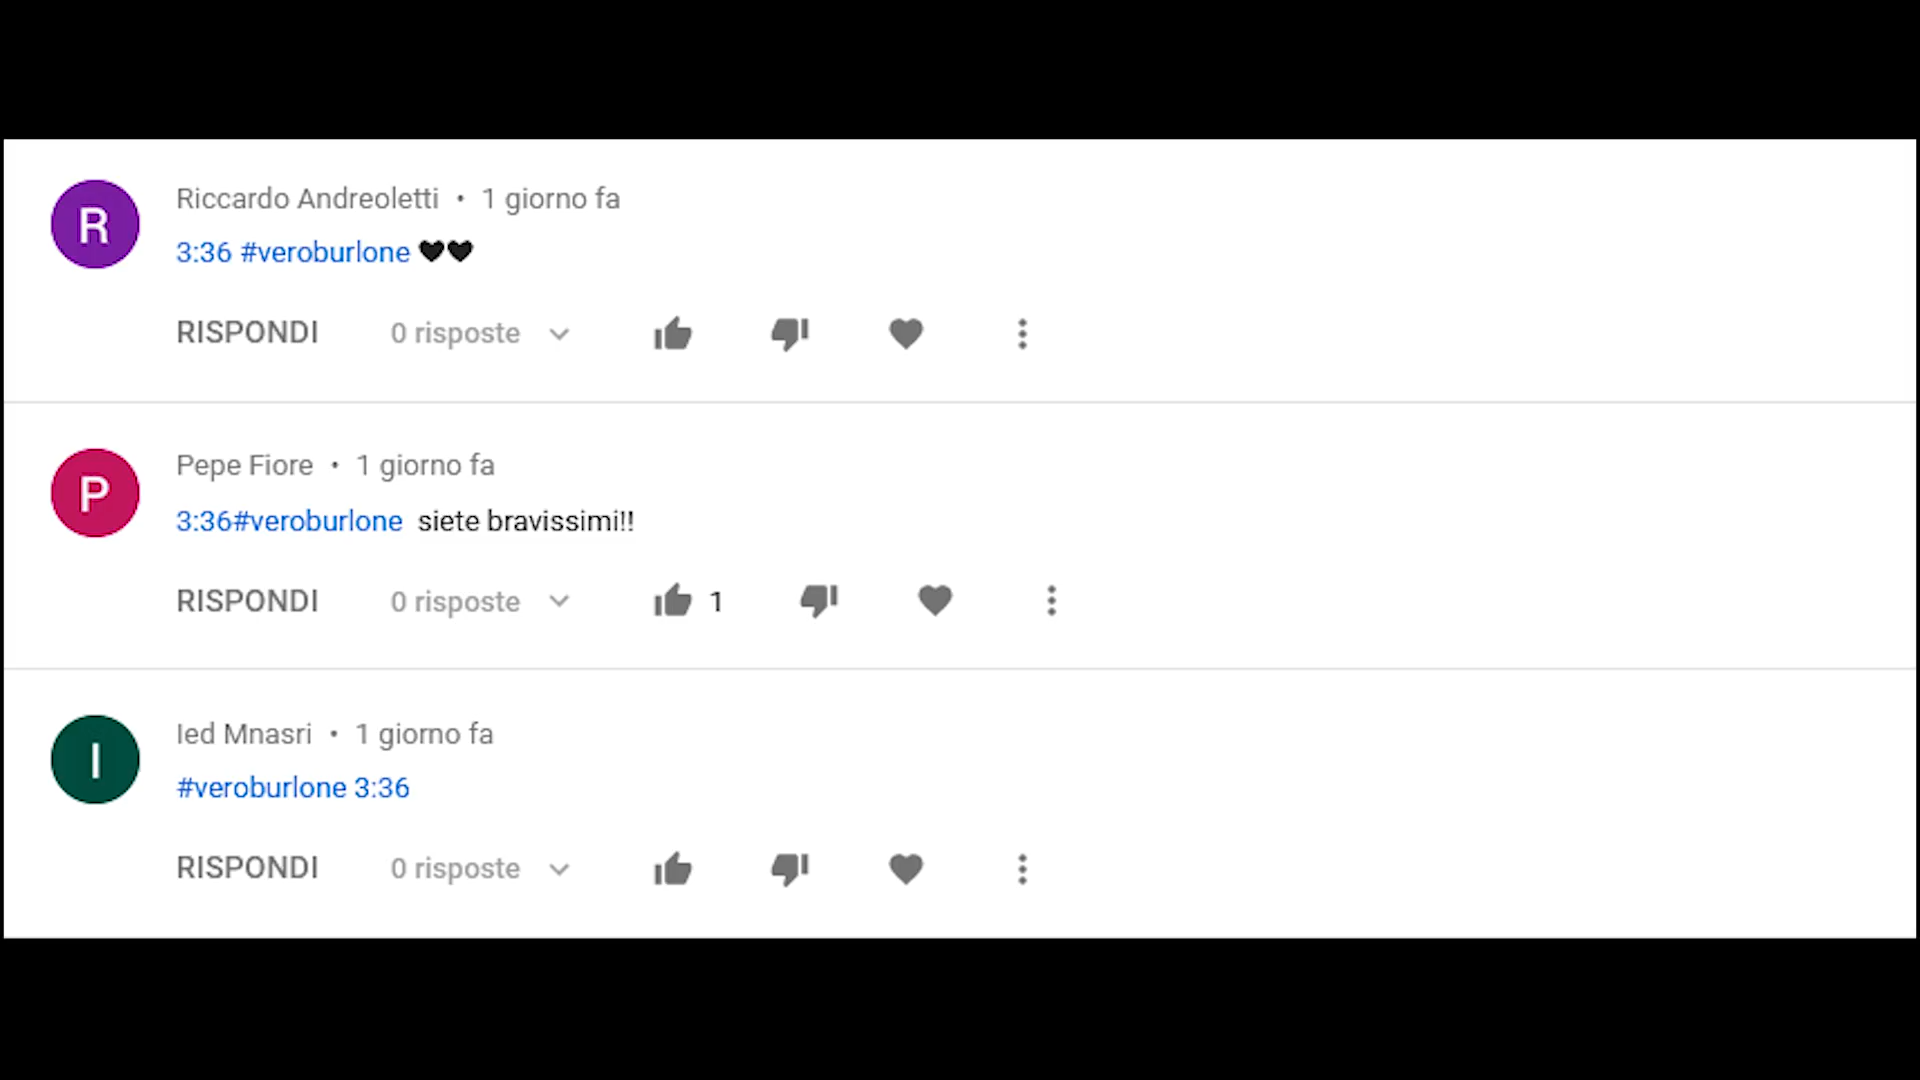 R
Riccardo Andreoletti • 1 giorno fa
3:36 #veroburlone 🖤🖤
RISPONDI 0 risposte
P
Pepe Fiore • 1 giorno fa
3:36#veroburlone siete bravissimi!!
RISPONDI 0 risposte 1
I
Ied Mnasri • 1 giorno fa
#veroburlone 3:36
RISPONDI 0 risposte